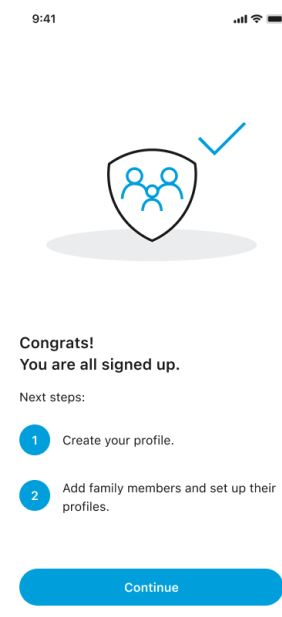 9:41
Congrats!
You are all signed up.
Next steps:
1 Create your profile.
2 Add family members and set up their
profiles.
Continue